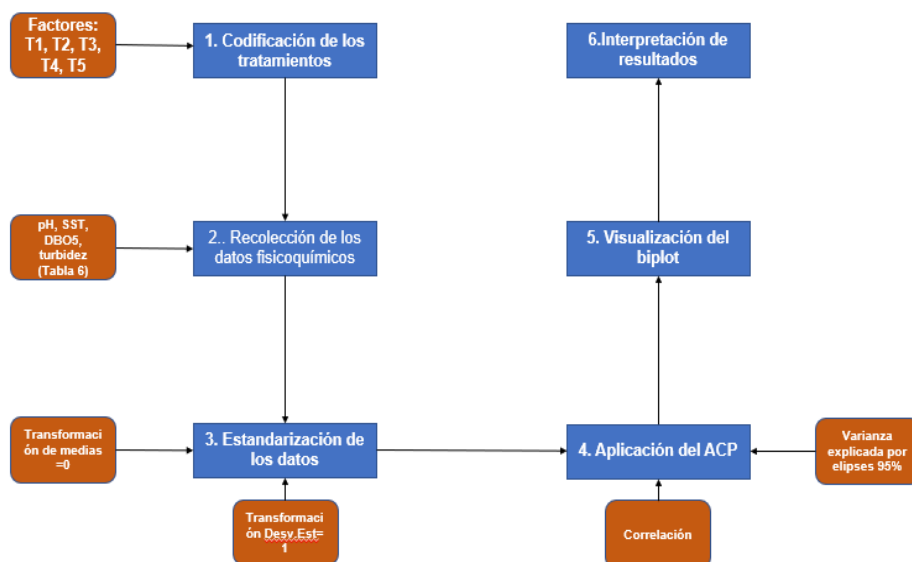 Factores:
T1, T2, T3,
T4, T5
1. Codificación de los
tratamientos
6.Interpretación de
resultados
pH, SST,
DBO5,
turbidez
(Tabla 6)
2.. Recolección de los
datos fisicoquímicos
5. Visualización del
biplot
Transformaci
ón de medias
=0
3. Estandarización de
los datos
4. Aplicación del ACP
Varianza
explicada por
elipses 95%
Transformaci
ón Desv.Est=
1
Correlación